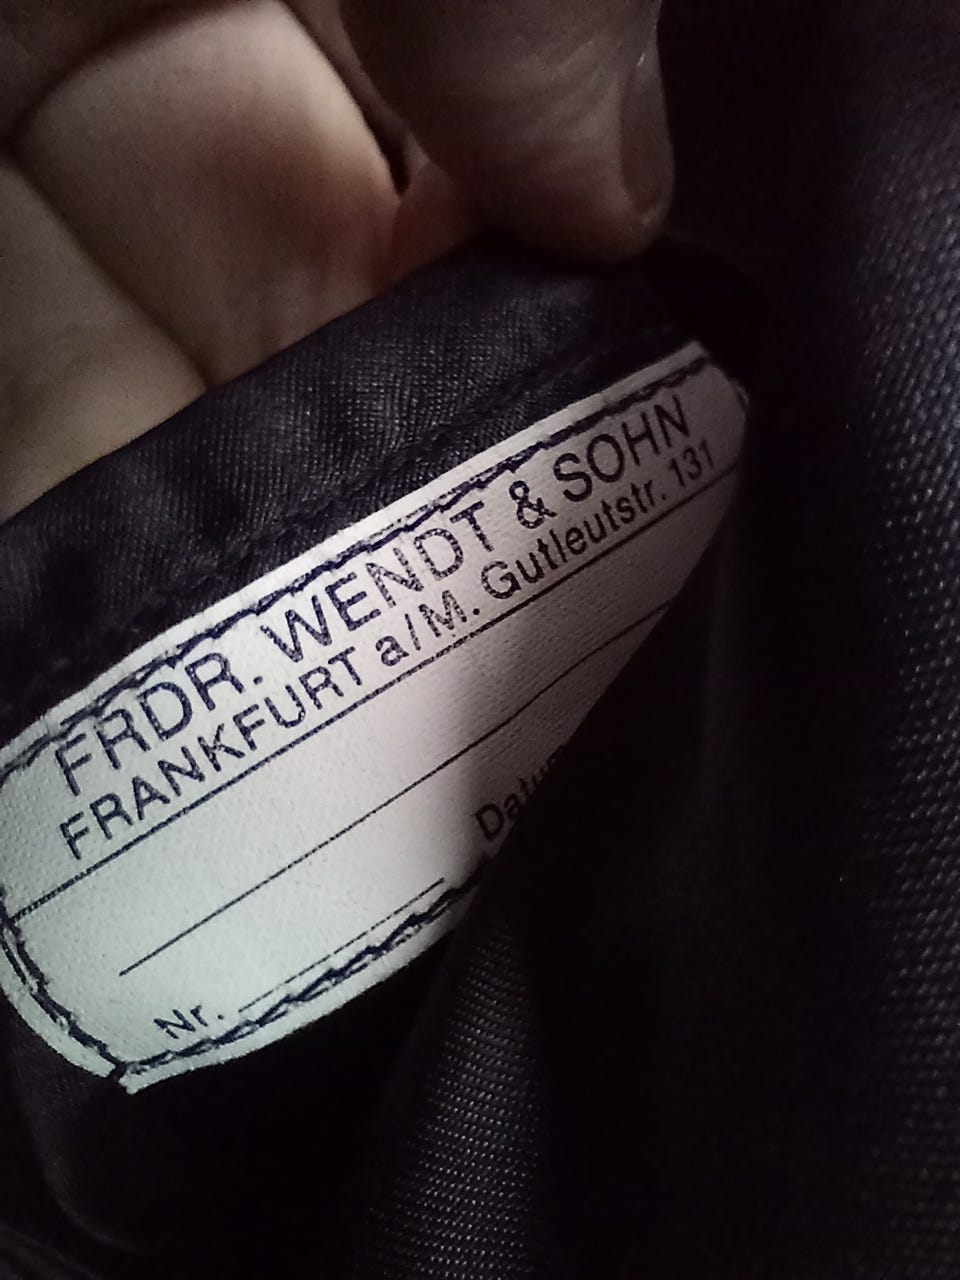 FRDR. WENDT & SOHN
FRANKFURT a/M. Gutleutstr. 131
Nr.